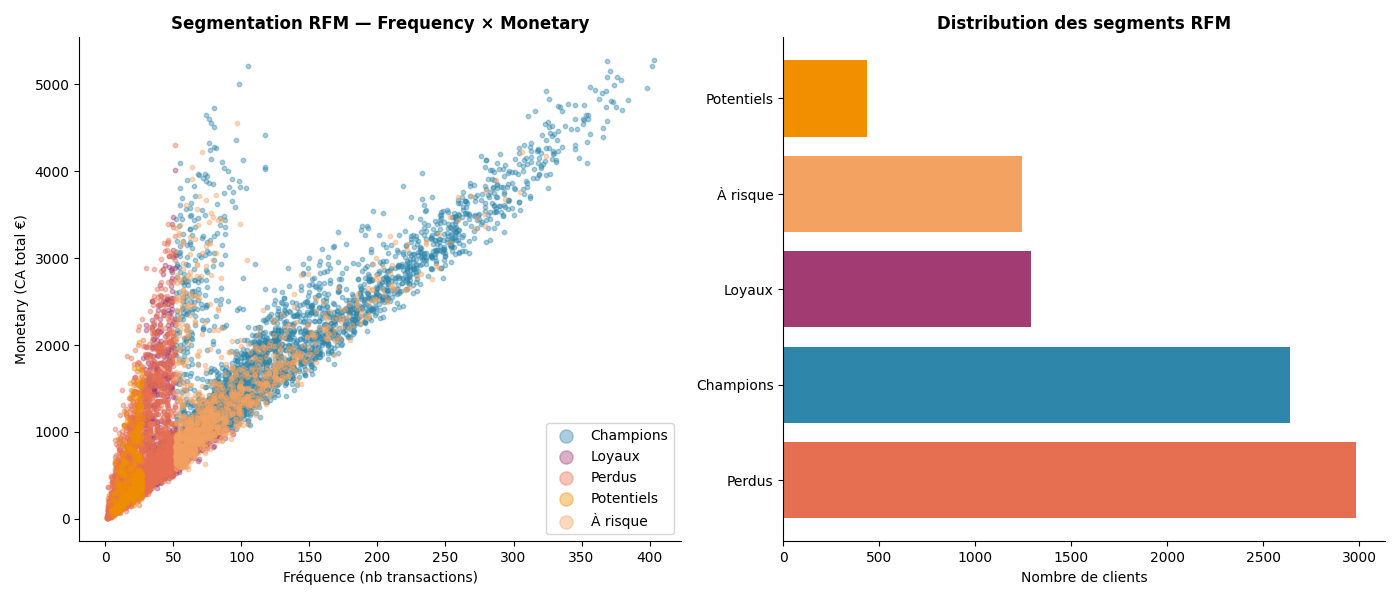 Segmentation RFM — Frequency × Monetary
Monetary (CA total €)
5000
4000
3000
2000
1000
0
0 50 100 150 200 250 300 350 400
Fréquence (nb transactions)
Champions
Loyaux
Perdus
Potentiels
À risque
Distribution des segments RFM
Potentiels
À risque
Loyaux
Champions
Perdus
0 500 1000 1500 2000 2500 3000
Nombre de clients